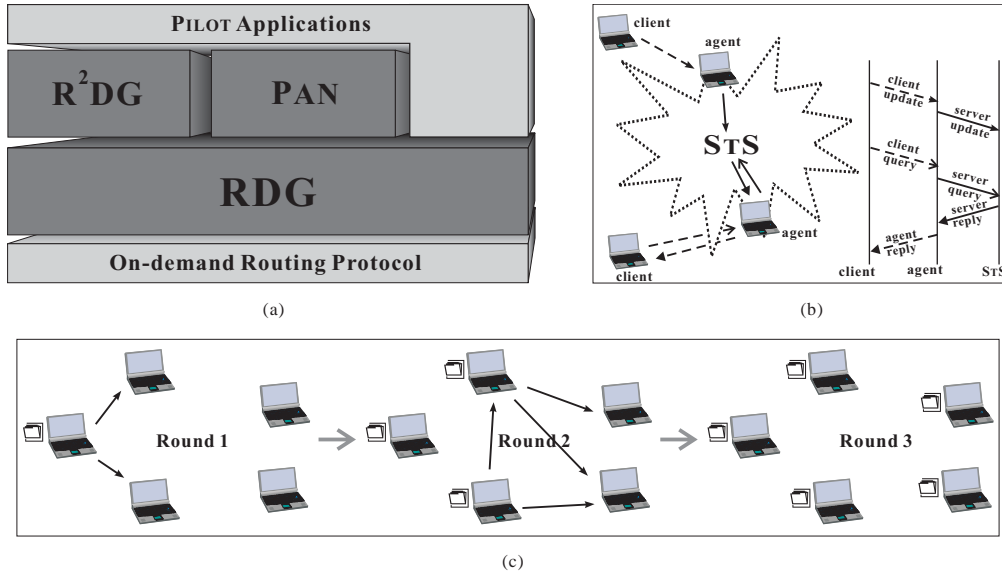 PILOT Applications
R²DG
PAN
RDG
On-demand Routing Protocol
(a)
client
agent
STS
agent
client
client
update
server
update
client
query
server
query
server
reply
agent
reply
client
agent
STS
(b)
Round 1
Round 2
Round 3
(c)